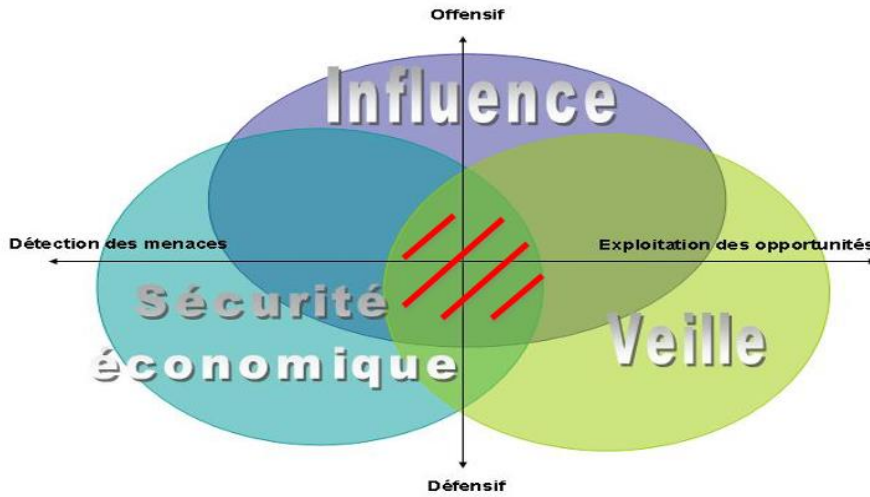 Offensif
Influence
Détection des menaces
Exploitation des opportunités
Sécurité
économique
Veille
Défensif